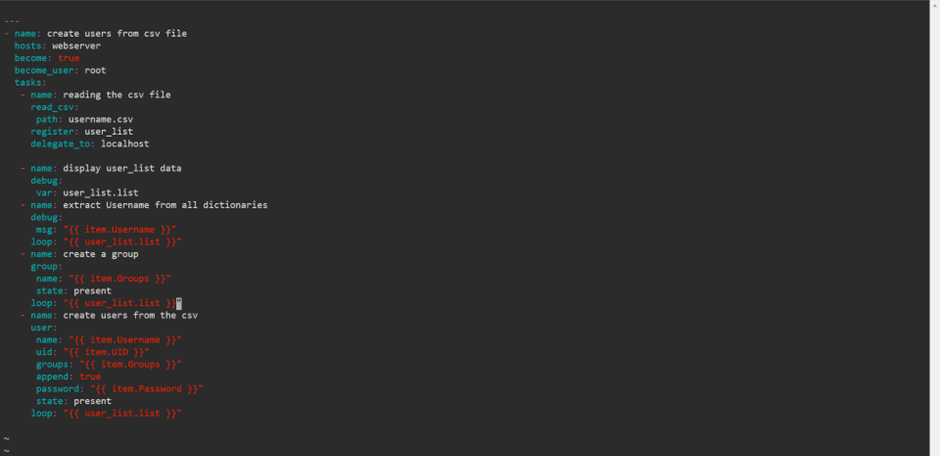 ---
- name: create users from csv file
  hosts: webserver
  become: true
  become_user: root
  tasks:
   - name: reading the csv file
     read_csv:
      path: username.csv
     register: user_list
     delegate_to: localhost

   - name: display user_list data
     debug:
      var: user_list.list
   - name: extract Username from all dictionaries
     debug:
      msg: "{{ item.Username }}"
     loop: "{{ user_list.list }}"
   - name: create a group
     group:
      name: "{{ item.Groups }}"
      state: present
     loop: "{{ user_list.list }}"
   - name: create users from the csv
     user:
      name: "{{ item.Username }}"
      uid: "{{ item.UID }}"
      groups: "{{ item.Groups }}"
      append: true
      password: "{{ item.Password }}"
      state: present
     loop: "{{ user_list.list }}"

~
~